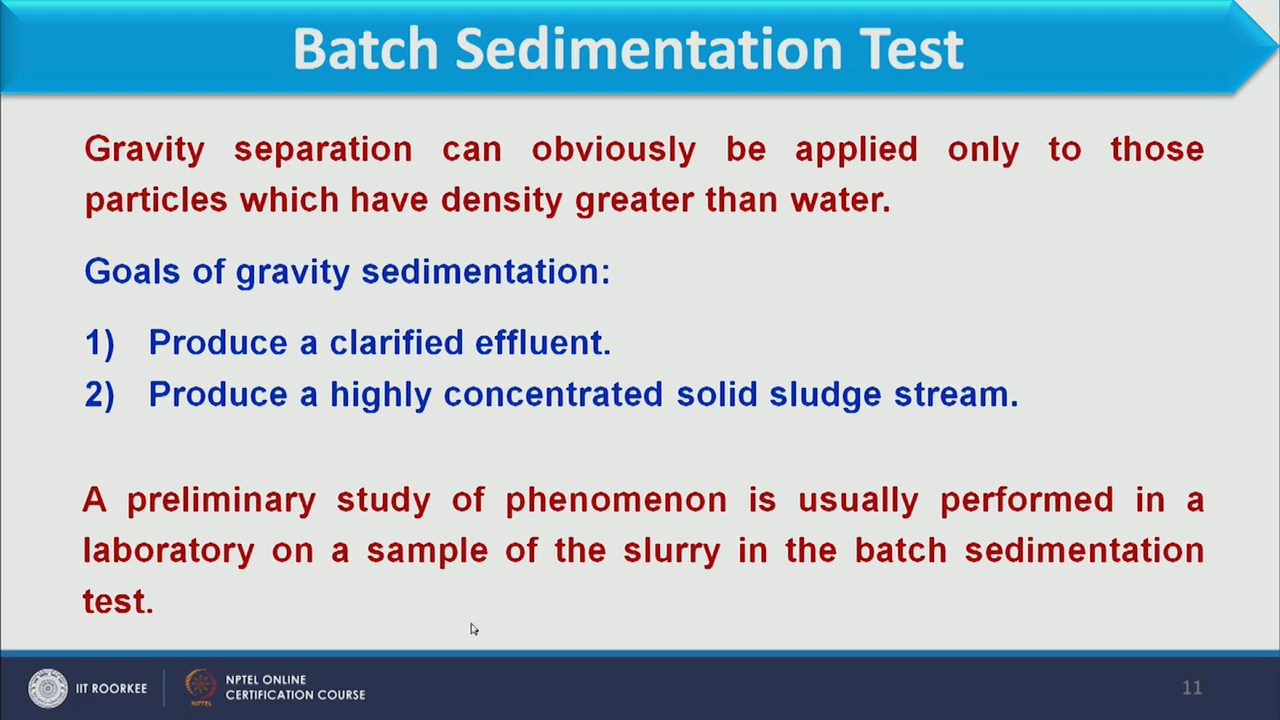 Batch Sedimentation Test
Gravity separation can obviously be applied only to those
particles which have density greater than water.
Goals of gravity sedimentation:
1) Produce a clarified effluent.
2) Produce a highly concentrated solid sludge stream.
A preliminary study of phenomenon is usually performed in a
laboratory on a sample of the slurry in the batch sedimentation
test.
IIT ROORKEE
NPTEL
NPTEL ONLINE
CERTIFICATION COURSE
11